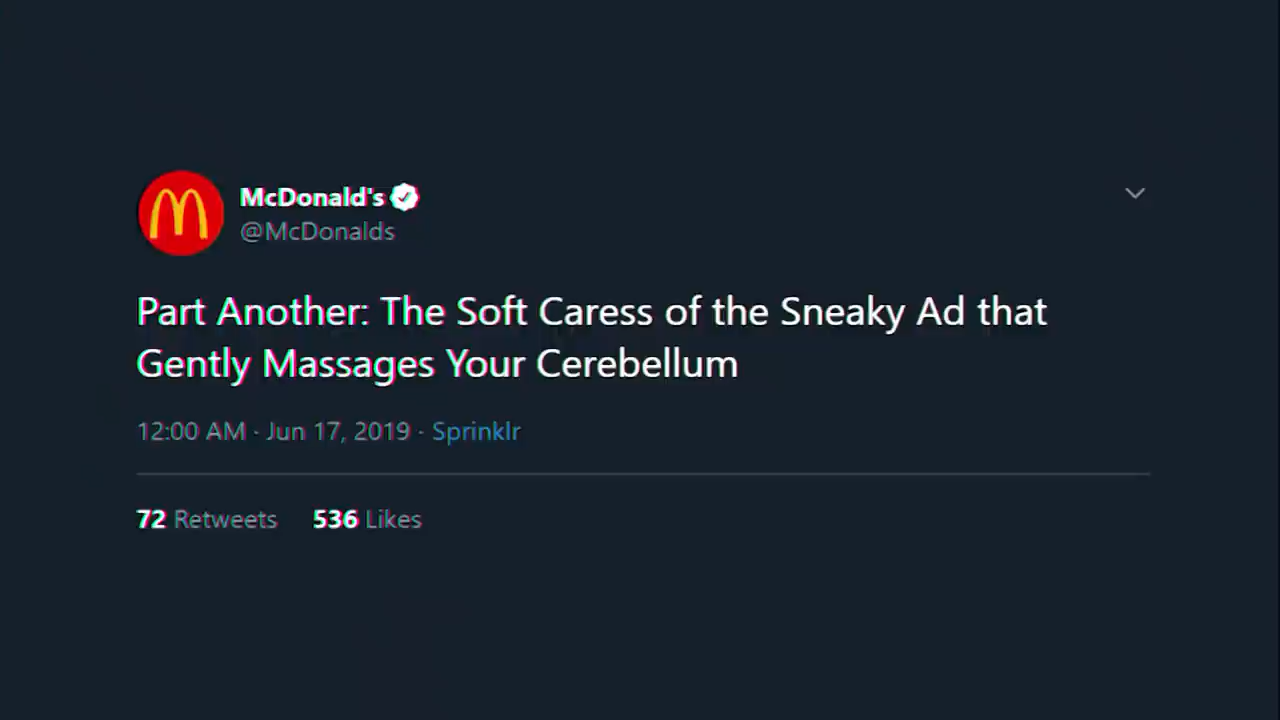 McDonald's
@McDonalds
Part Another: The Soft Caress of the Sneaky Ad that
Gently Massages Your Cerebellum
12:00 AM · Jun 17, 2019 · Sprinklr
72 Retweets 536 Likes